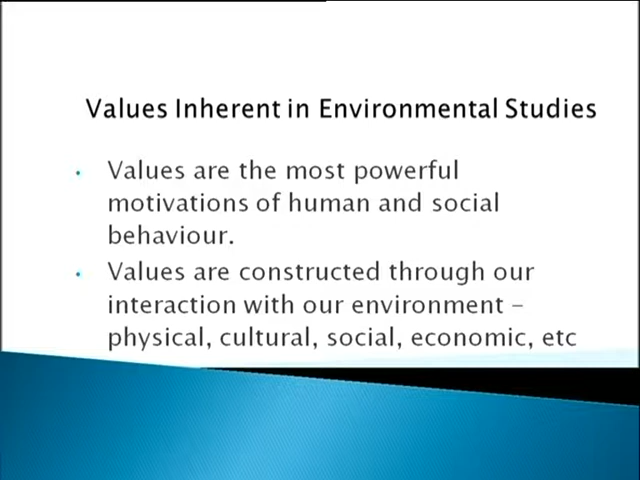 Values Inherent in Environmental Studies
Values are the most powerful
motivations of human and social
behaviour.
Values are constructed through our
interaction with our environment –
physical, cultural, social, economic, etc